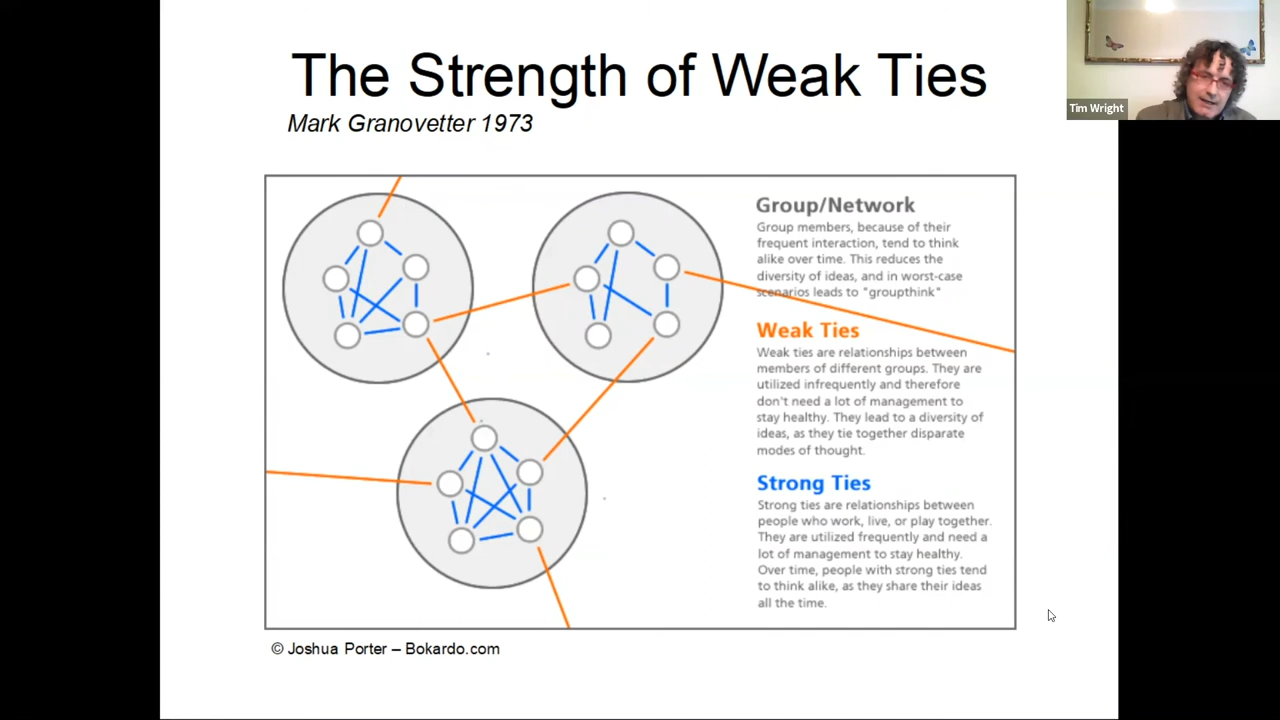 The Strength of Weak Ties
Mark Granovetter 1973
Tim Wright
Group/Network
Group members, because of their
frequent interaction, tend to think
alike over time. This reduces the
diversity of ideas, and in worst-case
scenarios leads to "groupthink"
Weak Ties
Weak ties are relationships between
members of different groups. They are
utilized infrequently and therefore
don't need a lot of management to
stay healthy. They lead to a diversity of
ideas, as they tie together disparate
modes of thought.
Strong Ties
Strong ties are relationships between
people who work, live, or play together.
They are utilized frequently and need a
lot of management to stay healthy.
Over time, people with strong ties tend
to think alike, as they share their ideas
all the time.
© Joshua Porter – Bokardo.com